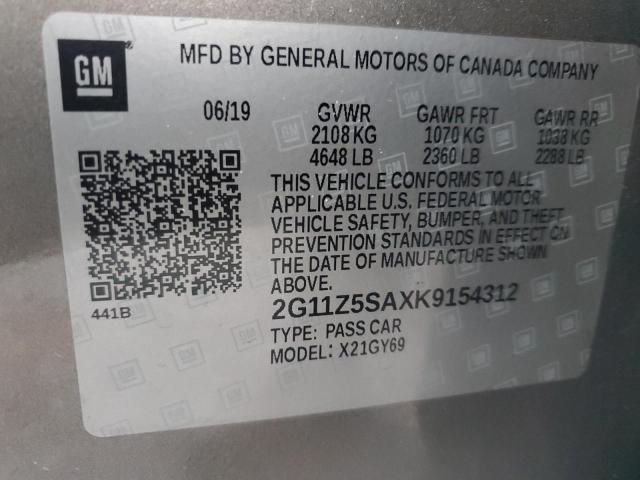 GM
MFD BY GENERAL MOTORS OF CANADA COMPANY
06/19 GVWR GAWR FRT GAWR RR
2108 KG 1070 KG 1038 KG
4648 LB 2360 LB 2288 LB
THIS VEHICLE CONFORMS TO ALL
APPLICABLE U.S. FEDERAL MOTOR
VEHICLE SAFETY, BUMPER, AND THEFT
PREVENTION STANDARDS IN EFFECT ON
THE DATE OF MANUFACTURE SHOWN
ABOVE.
441B
2G11Z5SAXK9154312
TYPE: PASS CAR
MODEL: X21GY69